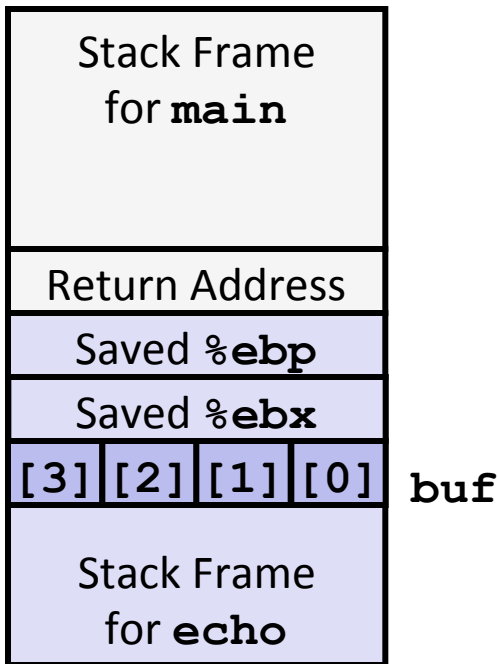 Stack Frame
for main
Return Address
Saved %ebp
Saved %ebx
[3] [2] [1] [0] buf
Stack Frame
for echo